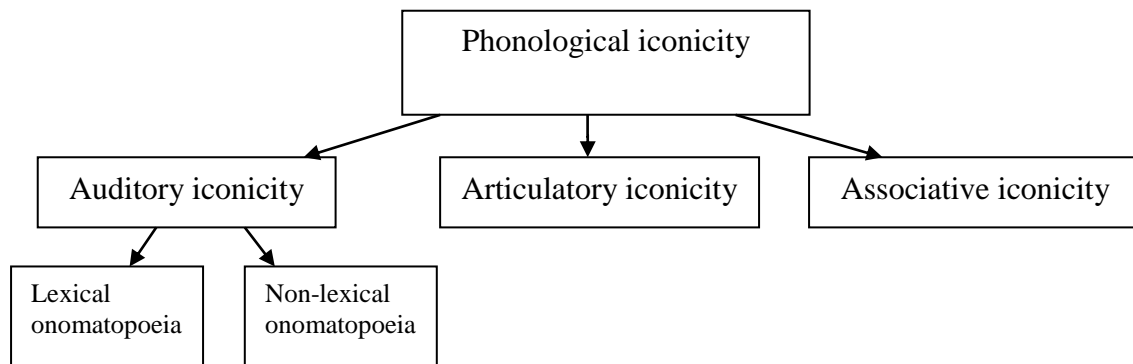 Phonological iconicity
Auditory iconicity
Articulatory iconicity
Associative iconicity
Lexical
onomatopoeia
Non-lexical
onomatopoeia